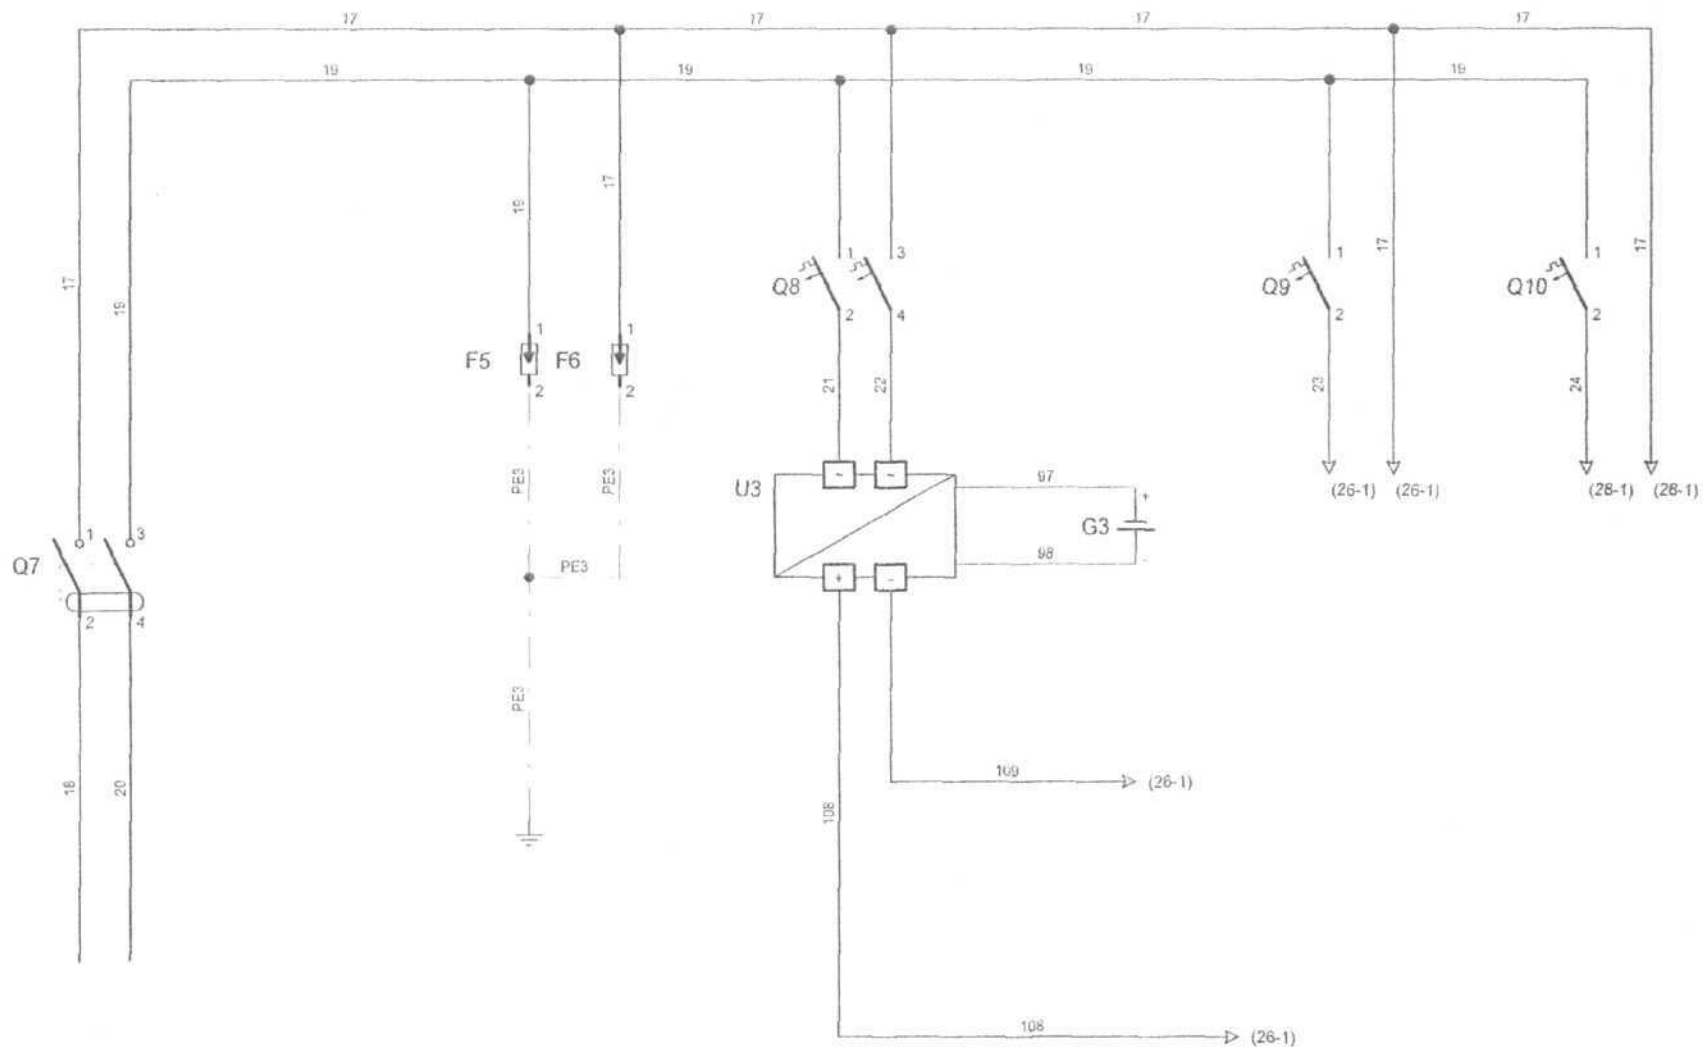 17 17 17 17
19 19 19 19
17 19 19 17 17 17
1 3 1 1
Q8 Q9 Q10
2 4 2 2
1 1
F5 F6
2 2
21 22 23 24
PE3 PE3
U3 ~ ~ 97 (26-1) (26-1) (28-1) (28-1)
+
G3
1 3
Q7
98 -
PE3 + -
2 4
PE3
18 20 109 (26-1)
108
108 (26-1)